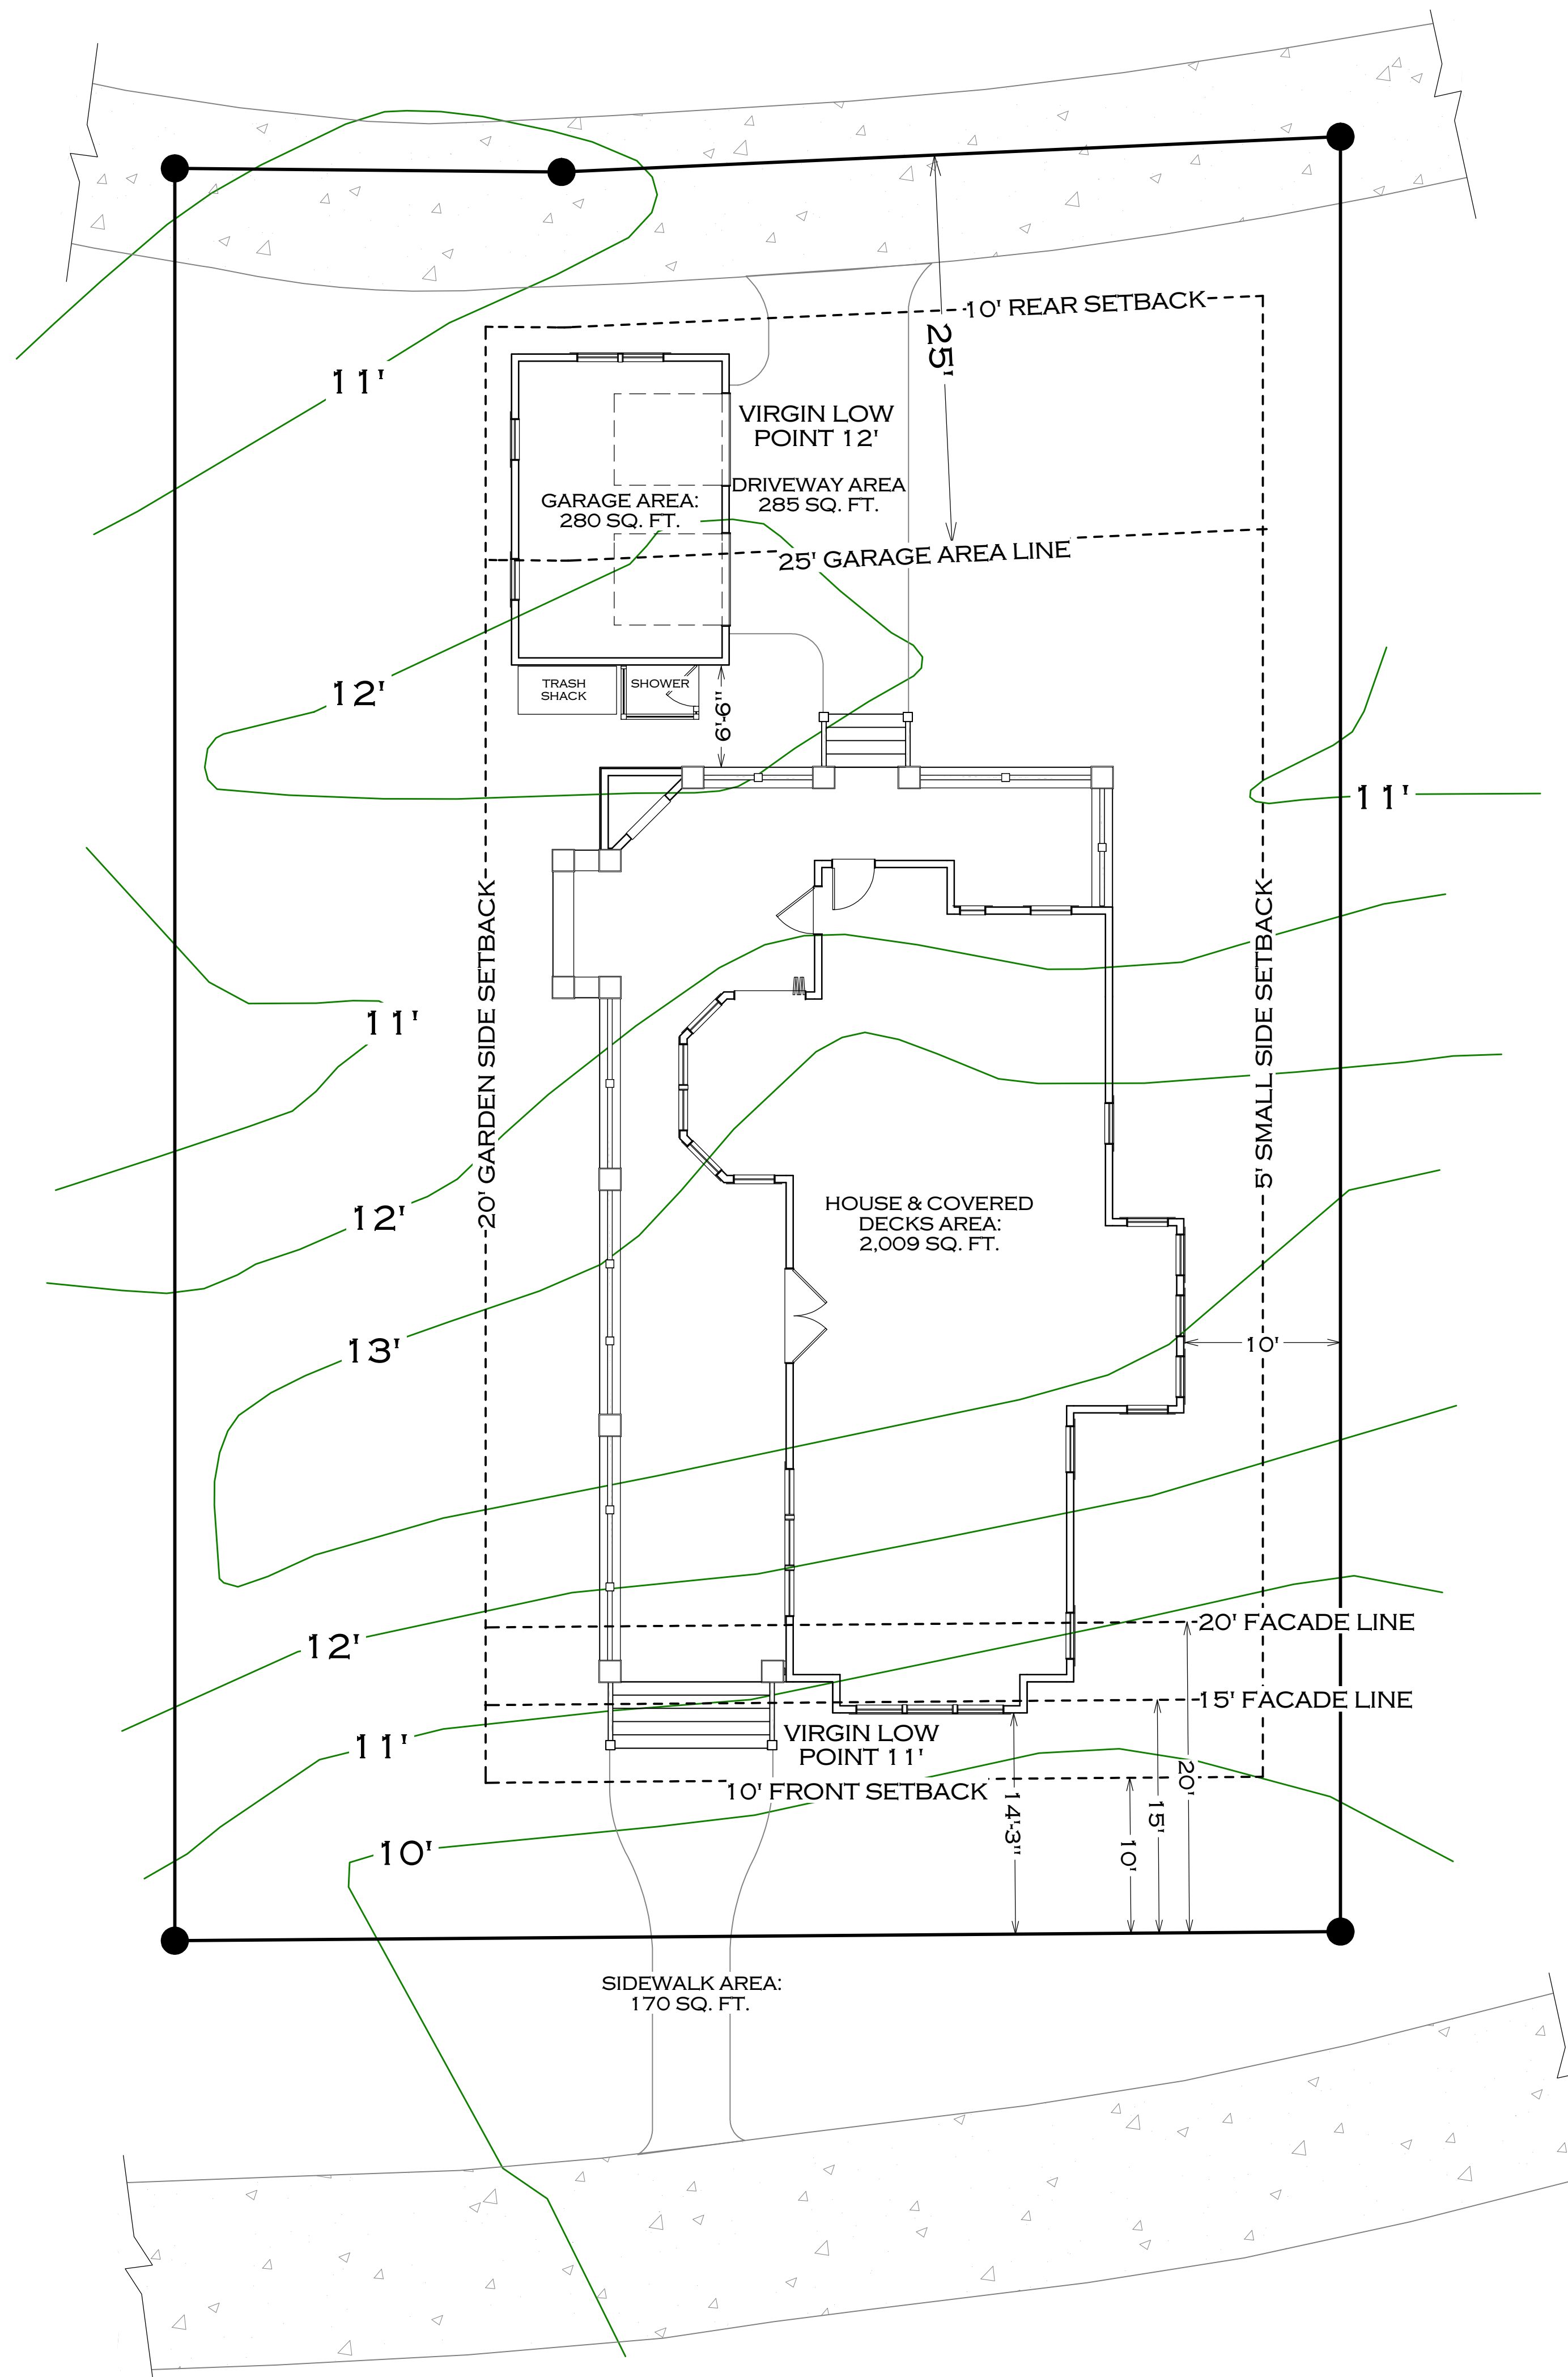 10' REAR SETBACK
25'
11'
VIRGIN LOW
POINT 12'
DRIVEWAY AREA
285 SQ. FT.
GARAGE AREA:
280 SQ. FT.
25' GARAGE AREA LINE
12'
TRASH
SHACK
SHOWER
6'-9"
11'
20' GARDEN SIDE SETBACK
5' SMALL SIDE SETBACK
11'
12'
HOUSE & COVERED
DECKS AREA:
2,009 SQ. FT.
13'
10'
12'
20' FACADE LINE
15' FACADE LINE
11'
VIRGIN LOW
POINT 11'
10' FRONT SETBACK
20'
15'
14'-3"
10'
10'
SIDEWALK AREA:
170 SQ. FT.